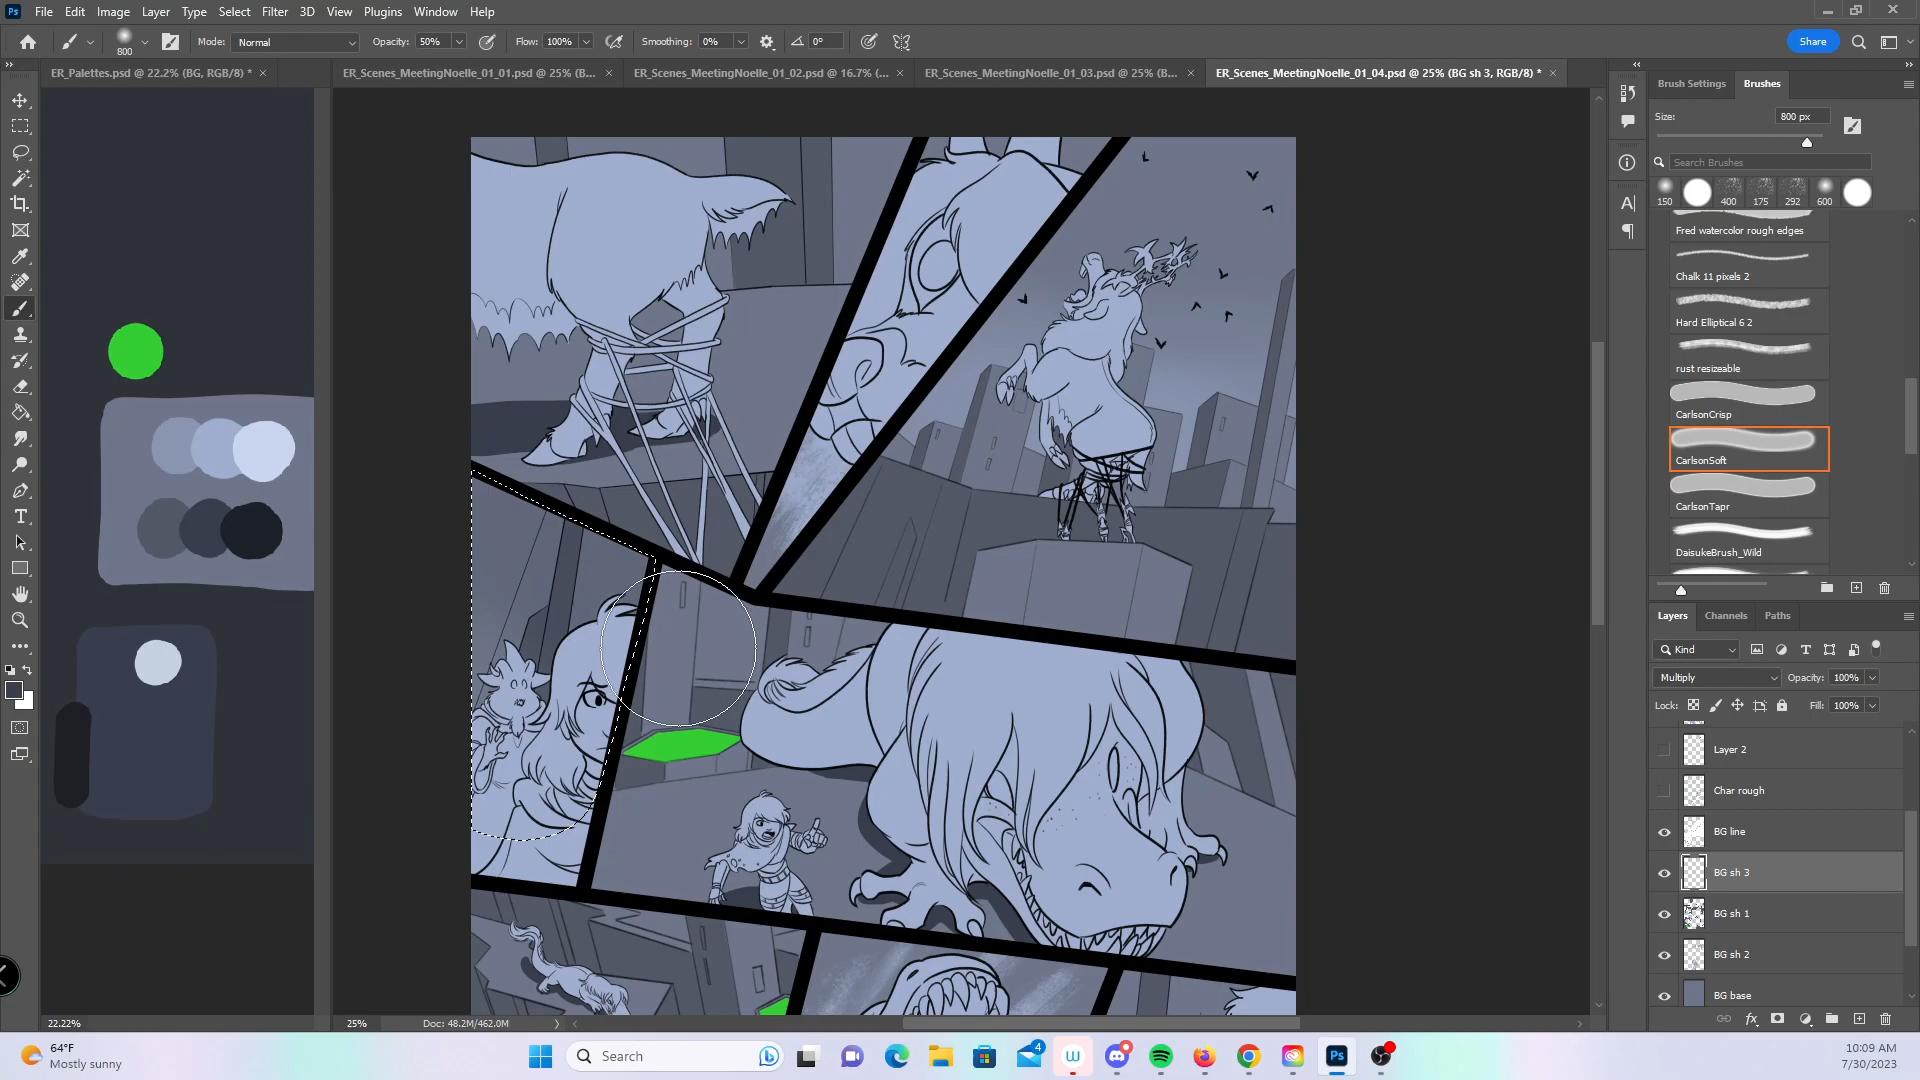 Ps File Edit Image Layer Type Select Filter 3D View Plugins Window Help
800 Mode: Normal Opacity: 50% Flow: 100% Smoothing: 0% 0° Share
ER_Palettes.psd @ 22.2% (BG, RGB/8) * ER_Scenes_MeetingNoelle_01_01.psd @ 25% (B... ER_Scenes_MeetingNoelle_01_02.psd @ 16.7% (... ER_Scenes_MeetingNoelle_01_03.psd @ 25% (B... ER_Scenes_MeetingNoelle_01_04.psd @ 25% (BG sh 3, RGB/8) *
Brush Settings Brushes
Size: 800 px
Search Brushes
150 400 175 292 600
Fred watercolor rough edges
Chalk 11 pixels 2
Hard Elliptical 6 2
rust resizeable
CarlsonCrisp
CarlsonSoft
CarlsonTapr
DaisukeBrush_Wild
Layers Channels Paths
Kind
Multiply Opacity: 100%
Lock: Fill: 100%
Layer 2
Char rough
BG line
BG sh 3
BG sh 1
BG sh 2
BG base
22.22% 25% Doc: 48.2M/462.0M
64°F
Mostly sunny
Search
4
Ps
10:09 AM
7/30/2023